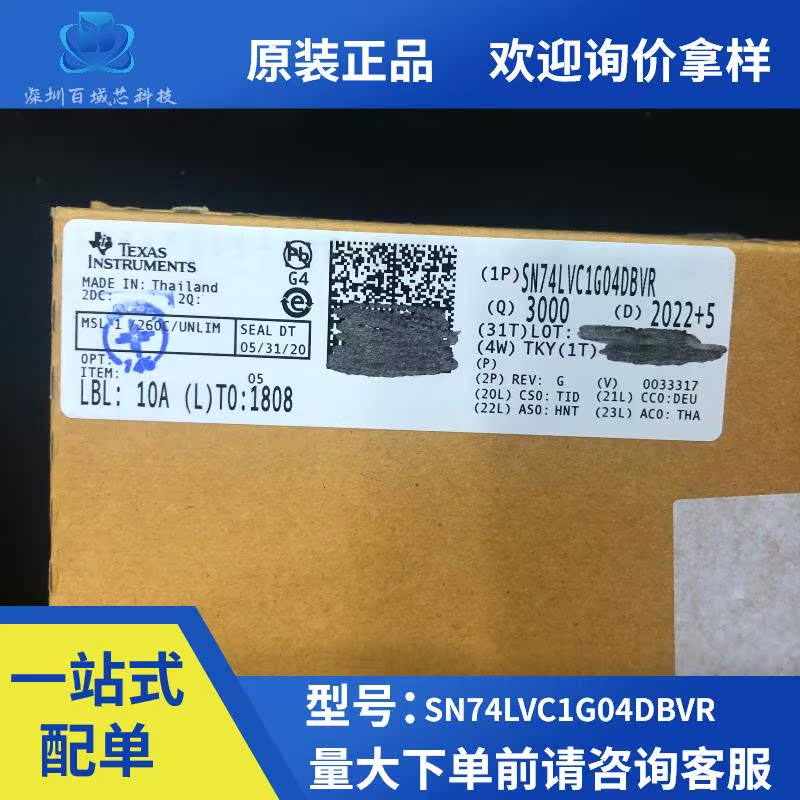 深圳百域芯科技
原装正品 欢迎询价拿样
TEXAS
INSTRUMENTS
MADE IN: Thailand
2DC: 2Q:
MSL 1 /260C/UNLIM
SEAL DT
05/31/20
OPT:
ITEM:
05
LBL: 10A (L)TO:1808
Pb
G4
e
(1P)SN74LVC1G04DBVR
(Q) 3000 (D) 2022+5
(31T)LOT:
(4W) TKY(1T)
(P)
(2P) REV: G (V) 0033317
(20L) CSO: TID (21L) CCO:DEU
(22L) ASO: HNT (23L) ACO: THA
一站式
配单
型号：SN74LVC1G04DBVR
量大下单前请咨询客服